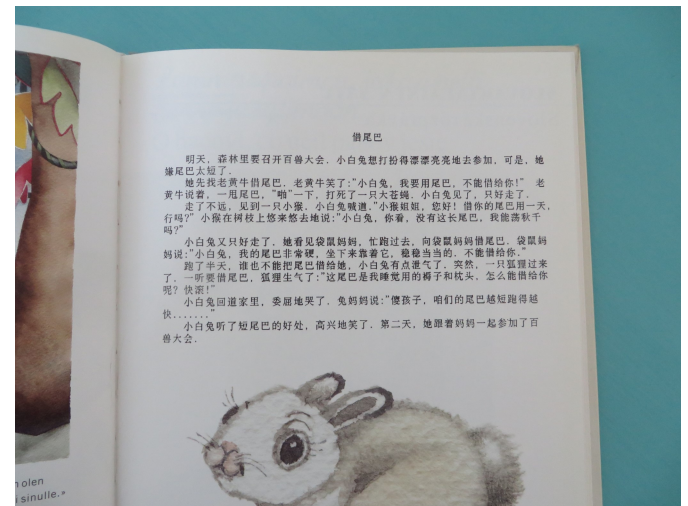 借尾巴
明天，森林里要召开百兽大会．小白兔想打扮得漂漂亮亮地去参加，可是，她
嫌尾巴太短了．
她先找老黄牛借尾巴．老黄牛笑了："小白兔，我要用尾巴，不能借给你！" 老
黄牛说着，一甩尾巴，"啪"一下，打死了一只大苍蝇．小白兔见了，只好走了．
走了不远，见到一只小猴．小白兔喊道．"小猴姐姐，您好！借你的尾巴用一天，
行吗?"小猴在树枝上悠来悠去地说："小白兔，你看，没有这长尾巴，我能荡秋千
吗?"
小白兔又只好走了．她看见袋鼠妈妈，忙跑过去，向袋鼠妈妈借尾巴．袋鼠妈
妈说："小白兔，我的尾巴非常硬，坐下来靠着它，稳稳当当的．不能借给你．"
跑了半天，谁也不能把尾巴借给她，小白兔有点泄气了．突然，一只狐狸过来
了．一听要借尾巴，狐狸生气了："这尾巴是我睡觉用的褥子和枕头．怎么能借给你
呢？快滚！"
小白兔回道家里，委屈地哭了．兔妈妈说："傻孩子，咱们的尾巴越短跑得越
快......."
小白兔听了短尾巴的好处，高兴地笑了．第二天，她跟着妈妈一起参加了百
兽大会．
olen
sinulle.»